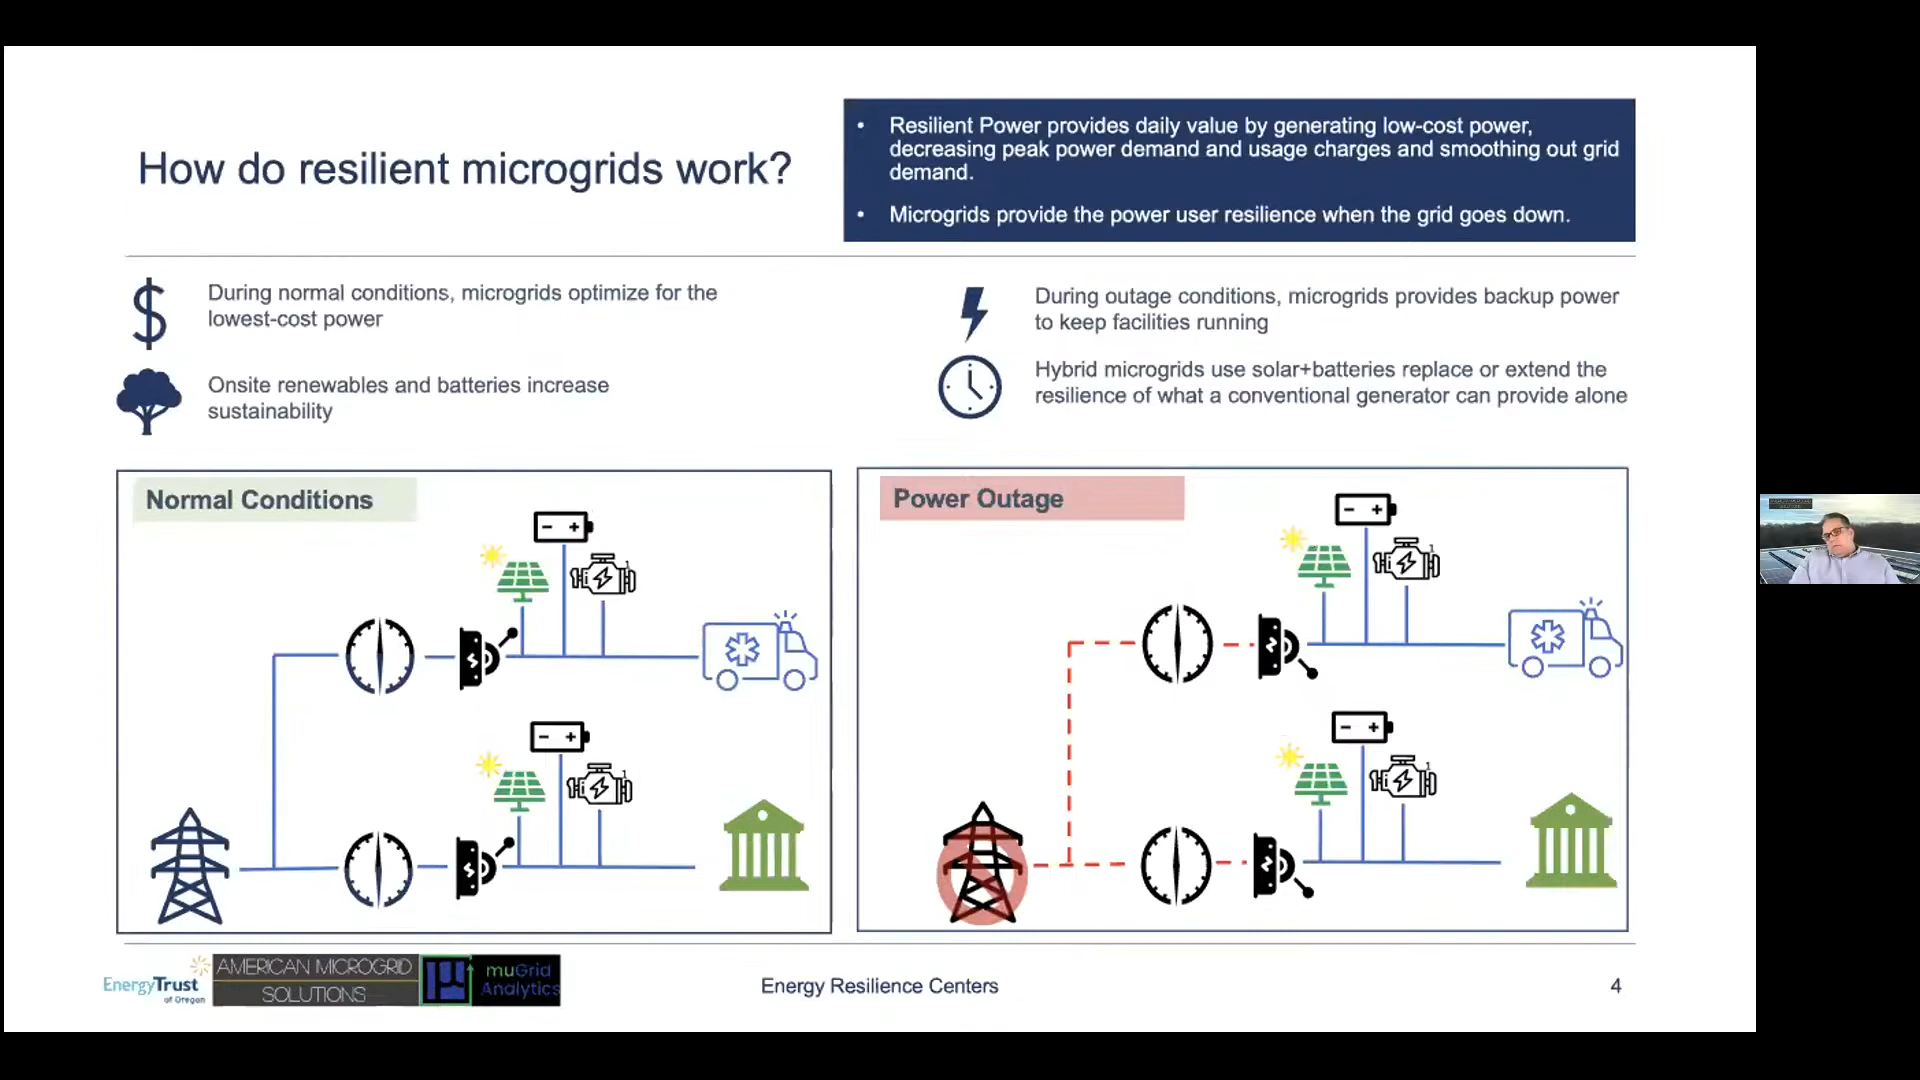 How do resilient microgrids work?
• Resilient Power provides daily value by generating low-cost power,
decreasing peak power demand and usage charges and smoothing out grid
demand.
• Microgrids provide the power user resilience when the grid goes down.
During normal conditions, microgrids optimize for the
lowest-cost power
Onsite renewables and batteries increase
sustainability
During outage conditions, microgrids provides backup power
to keep facilities running
Hybrid microgrids use solar+batteries replace or extend the
resilience of what a conventional generator can provide alone
Normal Conditions
Power Outage
EnergyTrust
of Oregon
AMERICAN MICROGRID
SOLUTIONS
muGrid
Analytics
Energy Resilience Centers
4